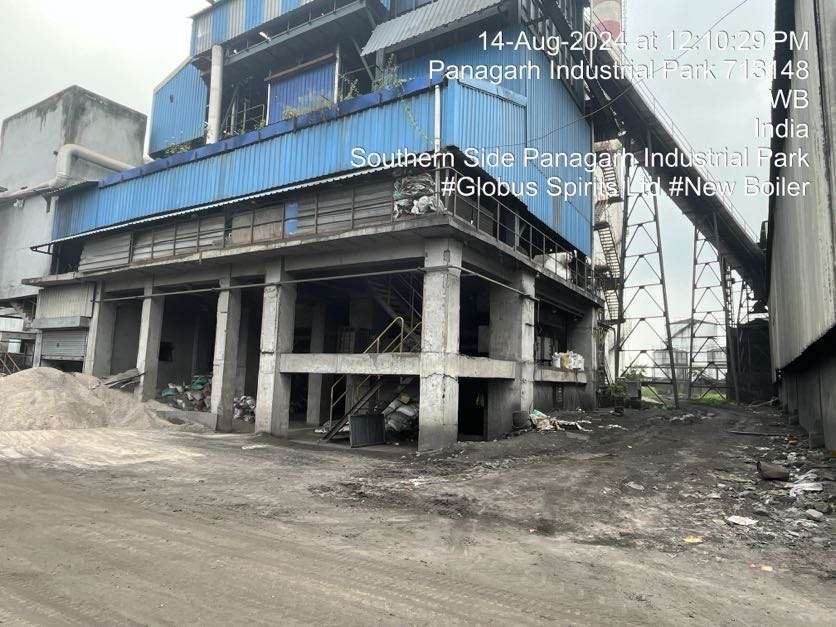 14-Aug-2024 at 12:10:29 PM
Panagarh Industrial Park 713148
WB
India
Southern Side Panagarh Industrial Park
#Globus Spirits Ltd #New Boiler